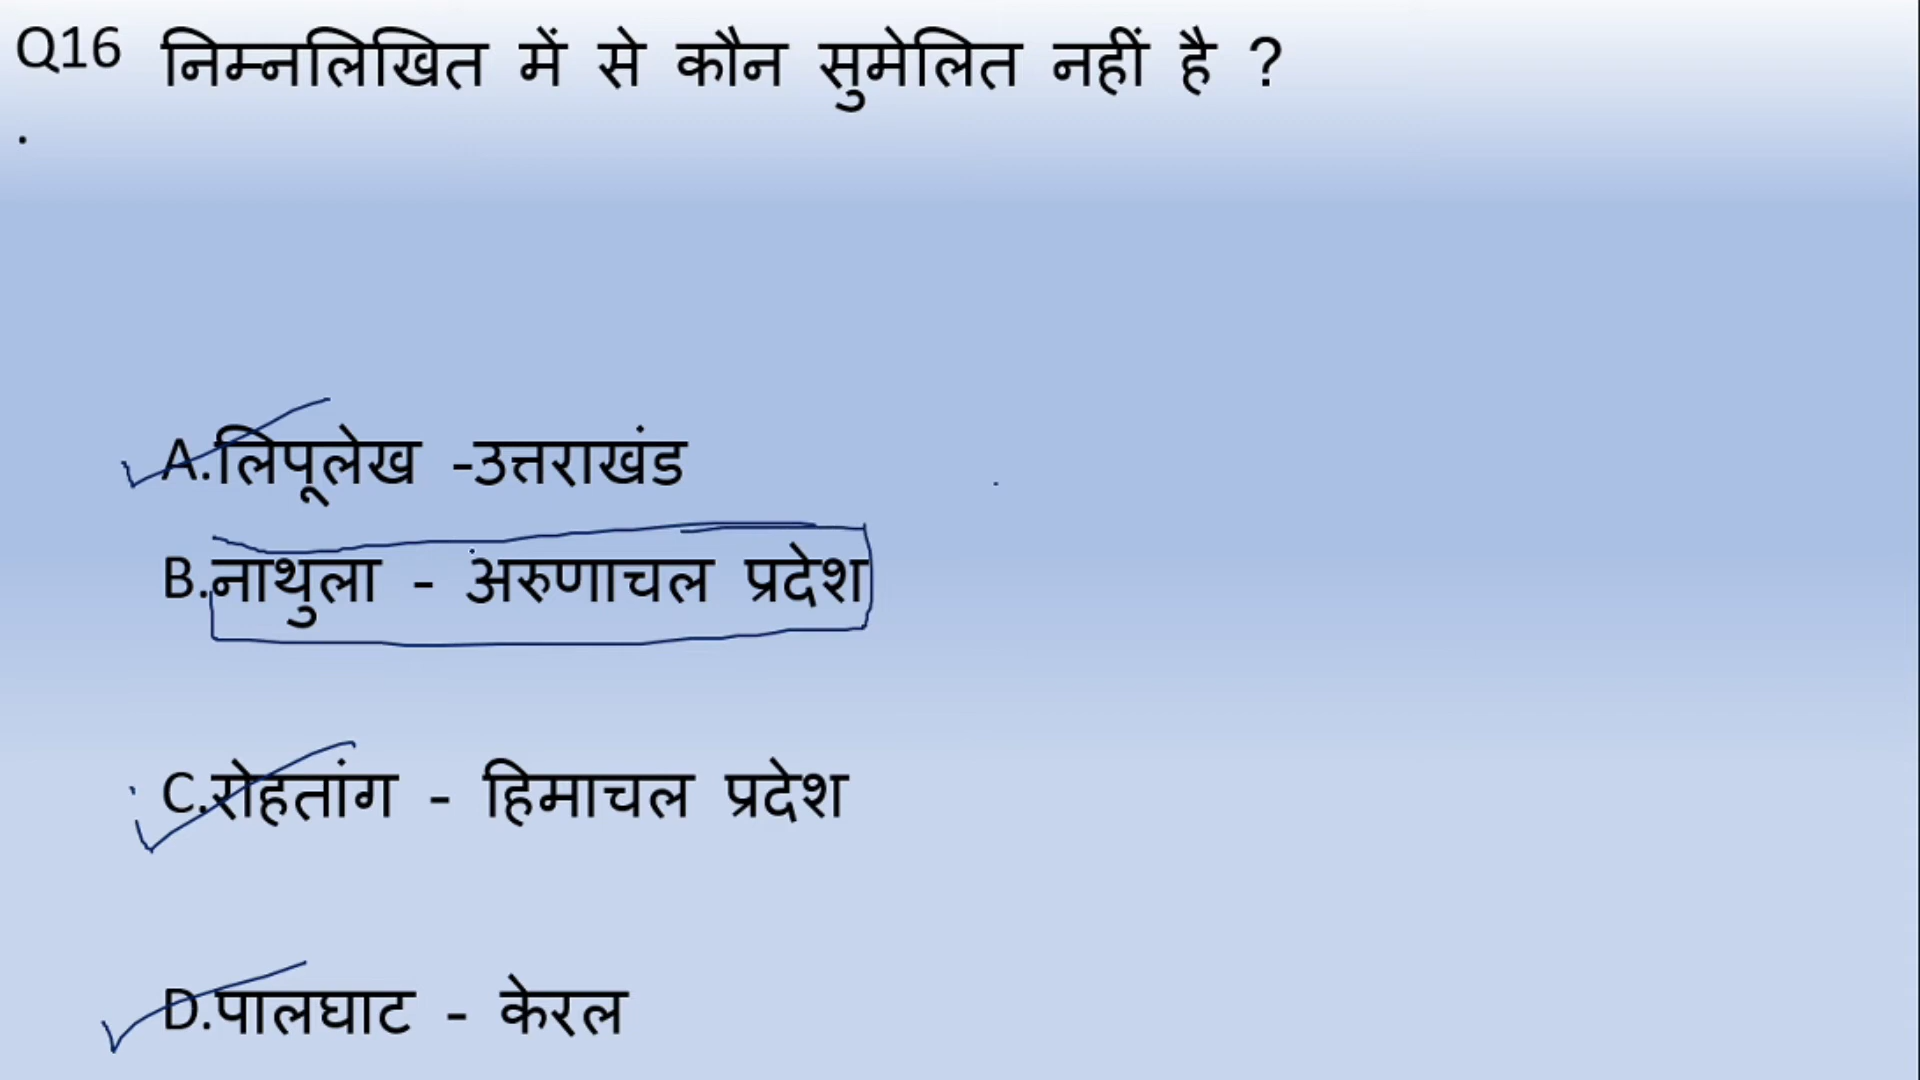 Q16 निम्नलिखित में से कौन सुमेलित नहीं है ?
.
A.लिपूलेख -उत्तराखंड
B.नाथुला - अरुणाचल प्रदेश
C.रोहतांग - हिमाचल प्रदेश
D.पालघाट - केरल